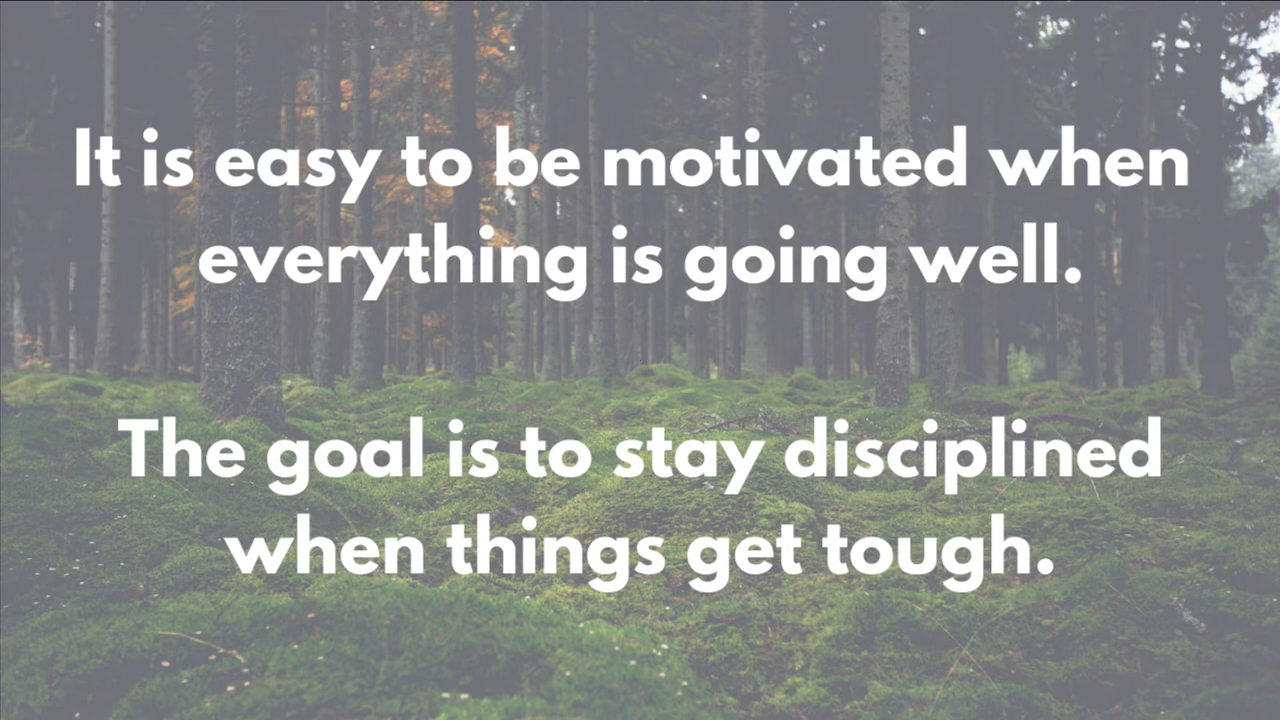 It is easy to be motivated when
everything is going well.
The goal is to stay disciplined
when things get tough.